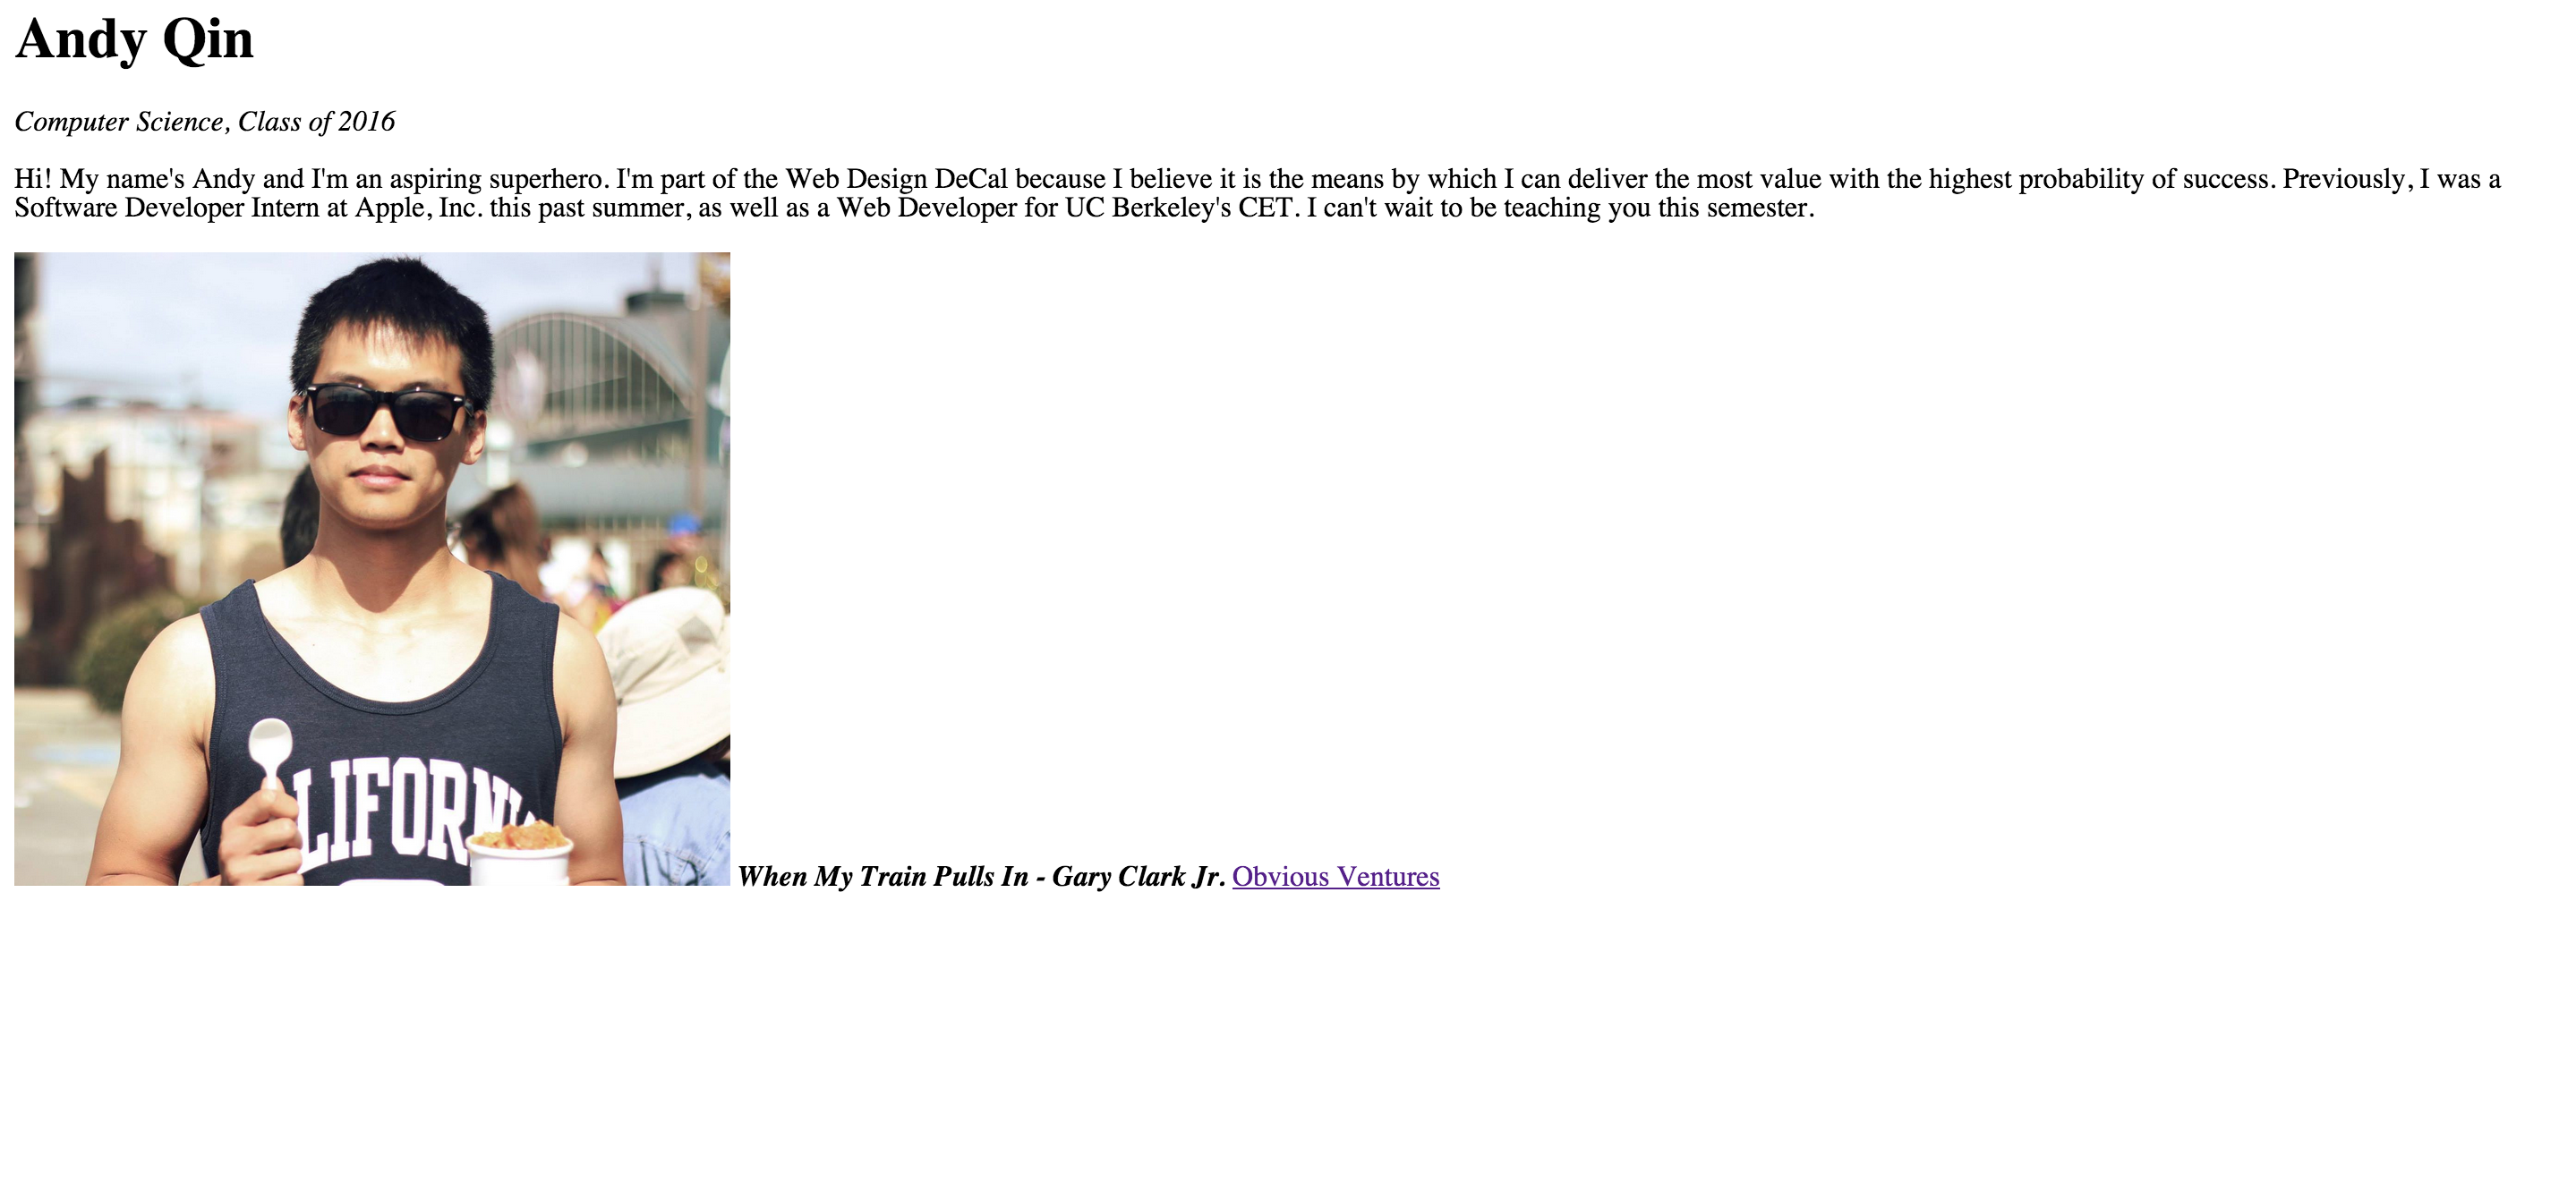 Andy Qin
Computer Science, Class of 2016
Hi! My name's Andy and I'm an aspiring superhero. I'm part of the Web Design DeCal because I believe it is the means by which I can deliver the most value with the highest probability of success. Previously, I was a
Software Developer Intern at Apple, Inc. this past summer, as well as a Web Developer for UC Berkeley's CET. I can't wait to be teaching you this semester.
LIFORNI
When My Train Pulls In - Gary Clark Jr. Obvious Ventures